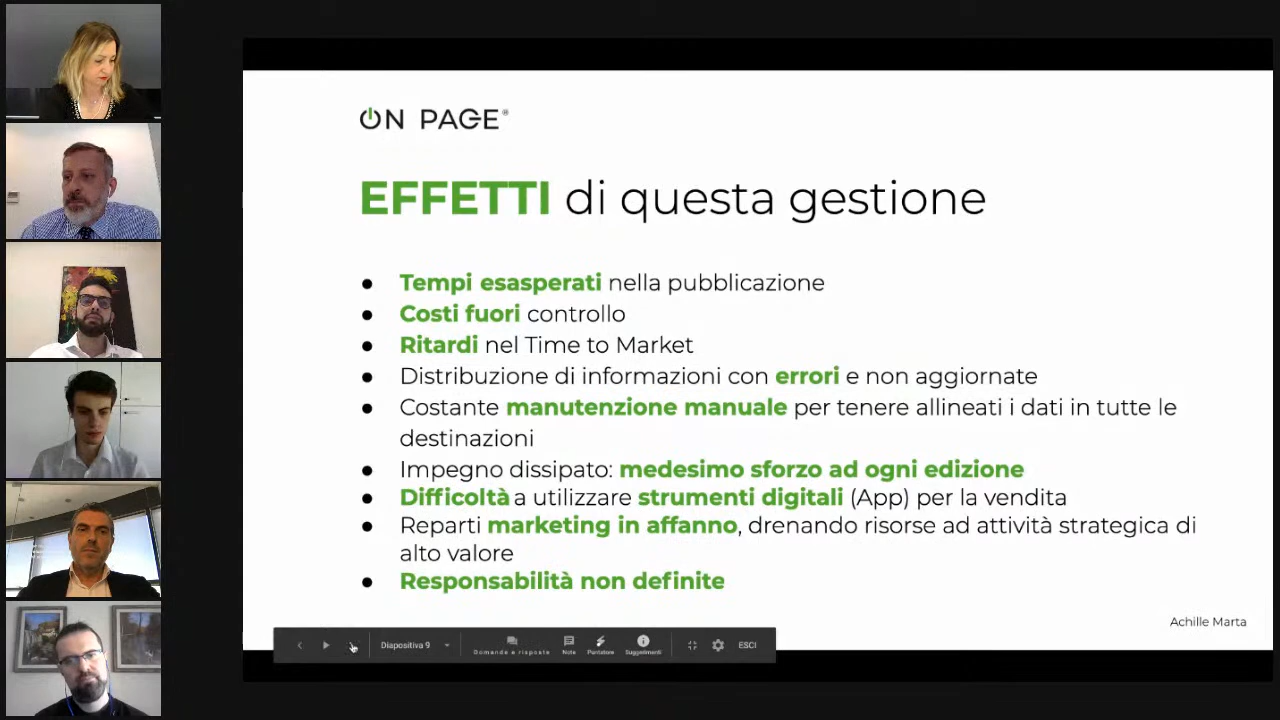 ON PAGE®
EFFETTI di questa gestione
● Tempi esasperati nella pubblicazione
● Costi fuori controllo
● Ritardi nel Time to Market
● Distribuzione di informazioni con errori e non aggiornate
● Costante manutenzione manuale per tenere allineati i dati in tutte le
destinazioni
● Impegno dissipato: medesimo sforzo ad ogni edizione
● Difficoltà a utilizzare strumenti digitali (App) per la vendita
● Reparti marketing in affanno, drenando risorse ad attività strategica di
alto valore
● Responsabilità non definite
Achille Marta
Diapositiva 9 Domande e risposte Note Puntatore Suggerimenti ESCI